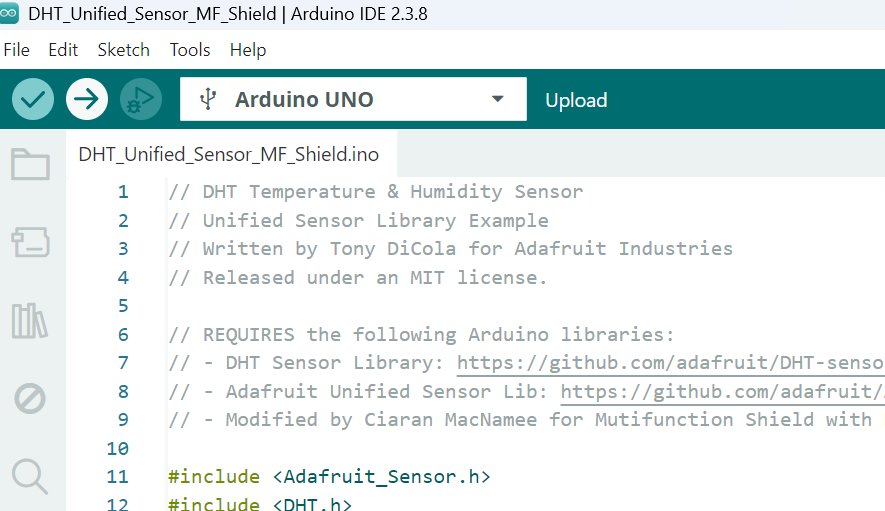 DHT_Unified_Sensor_MF_Shield | Arduino IDE 2.3.8
File Edit Sketch Tools Help
Arduino UNO Upload
DHT_Unified_Sensor_MF_Shield.ino
1 // DHT Temperature & Humidity Sensor
2 // Unified Sensor Library Example
3 // Written by Tony DiCola for Adafruit Industries
4 // Released under an MIT license.
5
6 // REQUIRES the following Arduino libraries:
7 // - DHT Sensor Library: https://github.com/adafruit/DHT-senso
8 // - Adafruit Unified Sensor Lib: https://github.com/adafruit/
9 // - Modified by Ciaran MacNamee for Mutifunction Shield with
10
11 #include <Adafruit_Sensor.h>
12 #include <DHT.h>